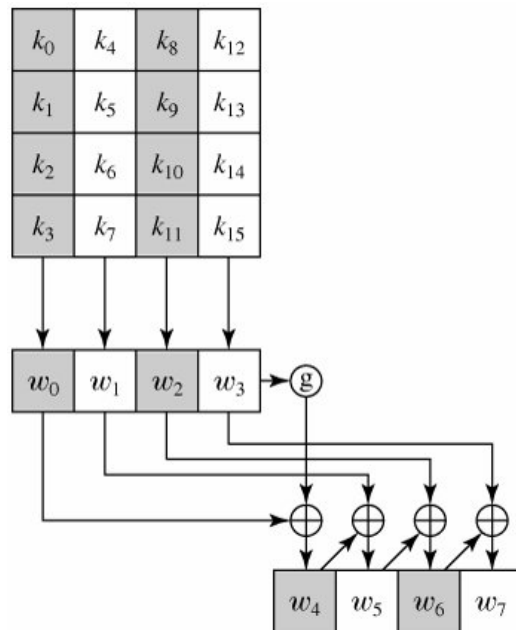 k₀ k₄ k₈ k₁₂
k₁ k₅ k₉ k₁₃
k₂ k₆ k₁₀ k₁₄
k₃ k₇ k₁₁ k₁₅
w₀ w₁ w₂ w₃ g
w₄ w₅ w₆ w₇